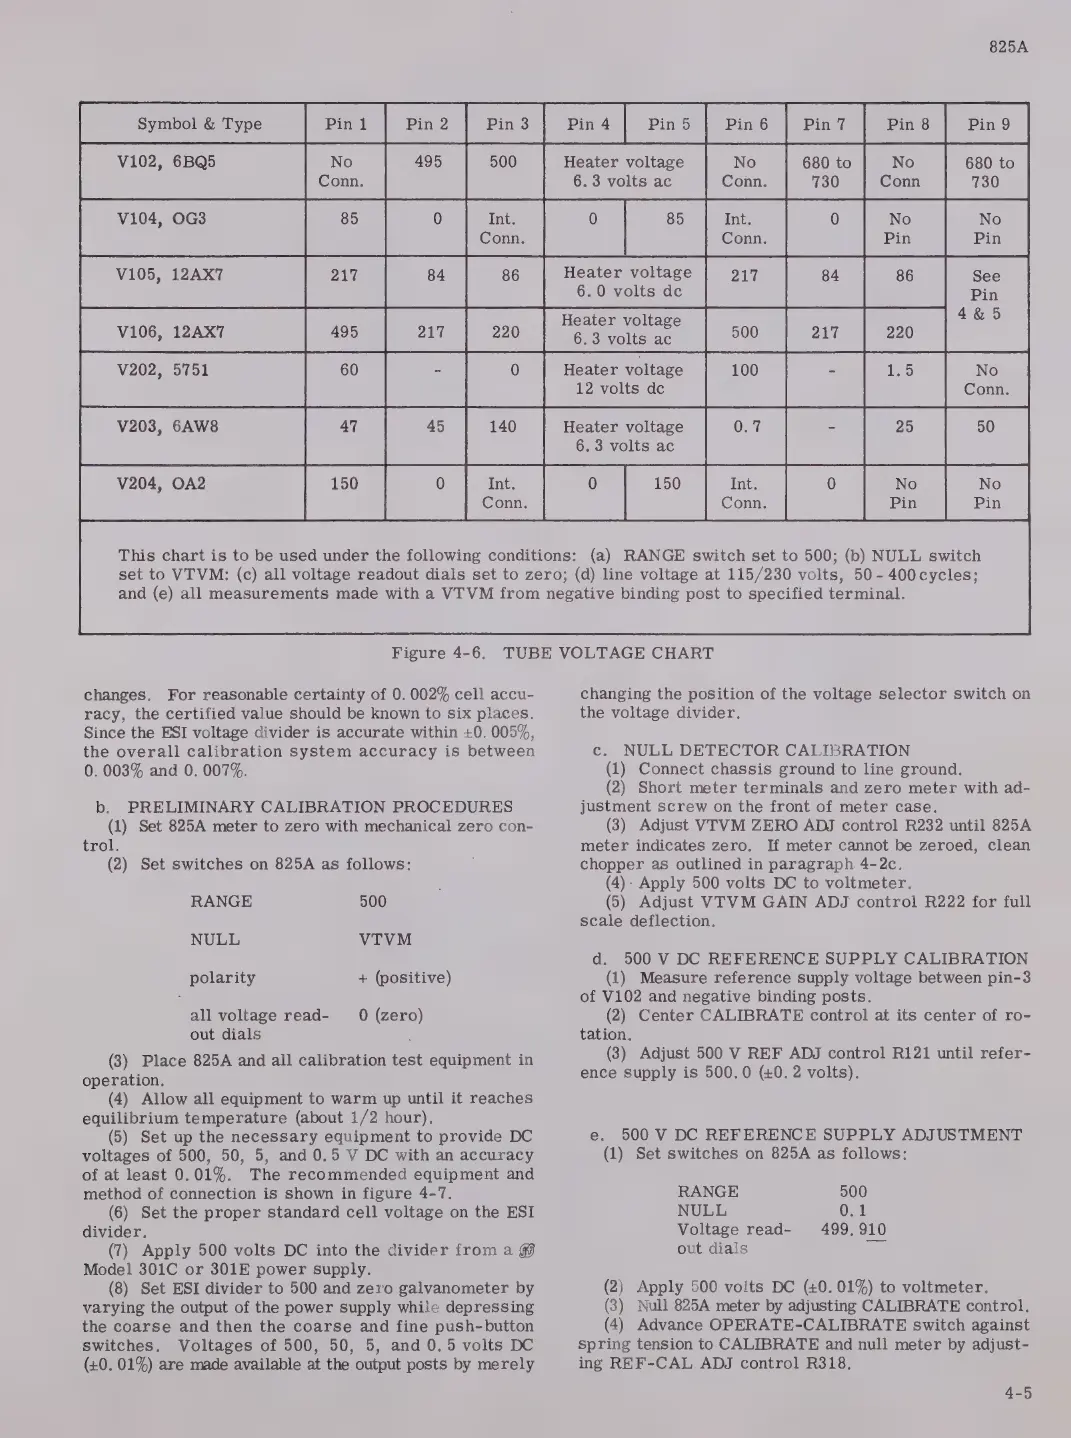 825A
Symbol & Type Pin 1 Pin 2 Pin 3 Pin 4 Pin 5 Pin 6 Pin 7 Pin 8 Pin 9
V102, 6BQ5 No Conn. 495 500 Heater voltage 6.3 volts ac No Conn. 680 to 730 No Conn 680 to 730
V104, OG3 85 0 Int. Conn. 0 85 Int. Conn. 0 No Pin No Pin
V105, 12AX7 217 84 86 Heater voltage 6.0 volts dc 217 84 86 See Pin 4 & 5
V106, 12AX7 495 217 220 Heater voltage 6.3 volts ac 500 217 220
V202, 5751 60 - 0 Heater voltage 12 volts dc 100 - 1.5 No Conn.
V203, 6AW8 47 45 140 Heater voltage 6.3 volts ac 0.7 - 25 50
V204, OA2 150 0 Int. Conn. 0 150 Int. Conn. 0 No Pin No Pin
This chart is to be used under the following conditions: (a) RANGE switch set to 500; (b) NULL switch
set to VTVM: (c) all voltage readout dials set to zero; (d) line voltage at 115/230 volts, 50 - 400 cycles;
and (e) all measurements made with a VTVM from negative binding post to specified terminal.
Figure 4-6. TUBE VOLTAGE CHART
changes. For reasonable certainty of 0.002% cell accu-
racy, the certified value should be known to six places.
Since the ESI voltage divider is accurate within ±0.005%,
the overall calibration system accuracy is between
0.003% and 0.007%.
b. PRELIMINARY CALIBRATION PROCEDURES
(1) Set 825A meter to zero with mechanical zero con-
trol.
(2) Set switches on 825A as follows:
RANGE 500
NULL VTVM
polarity + (positive)
all voltage read- 0 (zero)
out dials
(3) Place 825A and all calibration test equipment in
operation.
(4) Allow all equipment to warm up until it reaches
equilibrium temperature (about 1/2 hour).
(5) Set up the necessary equipment to provide DC
voltages of 500, 50, 5, and 0.5 V DC with an accuracy
of at least 0.01%. The recommended equipment and
method of connection is shown in figure 4-7.
(6) Set the proper standard cell voltage on the ESI
divider.
(7) Apply 500 volts DC into the divider from a
Model 301C or 301E power supply.
(8) Set ESI divider to 500 and zero galvanometer by
varying the output of the power supply while depressing
the coarse and then the coarse and fine push-button
switches. Voltages of 500, 50, 5, and 0.5 volts DC
(±0.01%) are made available at the output posts by merely
changing the position of the voltage selector switch on
the voltage divider.
c. NULL DETECTOR CALIBRATION
(1) Connect chassis ground to line ground.
(2) Short meter terminals and zero meter with ad-
justment screw on the front of meter case.
(3) Adjust VTVM ZERO ADJ control R232 until 825A
meter indicates zero. If meter cannot be zeroed, clean
chopper as outlined in paragraph 4-2c.
(4) Apply 500 volts DC to voltmeter.
(5) Adjust VTVM GAIN ADJ control R222 for full
scale deflection.
d. 500 V DC REFERENCE SUPPLY CALIBRATION
(1) Measure reference supply voltage between pin-3
of V102 and negative binding posts.
(2) Center CALIBRATE control at its center of ro-
tation.
(3) Adjust 500 V REF ADJ control R121 until refer-
ence supply is 500.0 (±0.2 volts).
e. 500 V DC REFERENCE SUPPLY ADJUSTMENT
(1) Set switches on 825A as follows:
RANGE 500
NULL 0.1
Voltage read- 499.910
out dials
(2) Apply 500 volts DC (±0.01%) to voltmeter.
(3) Null 825A meter by adjusting CALIBRATE control.
(4) Advance OPERATE-CALIBRATE switch against
spring tension to CALIBRATE and null meter by adjust-
ing REF-CAL ADJ control R318.
4-5